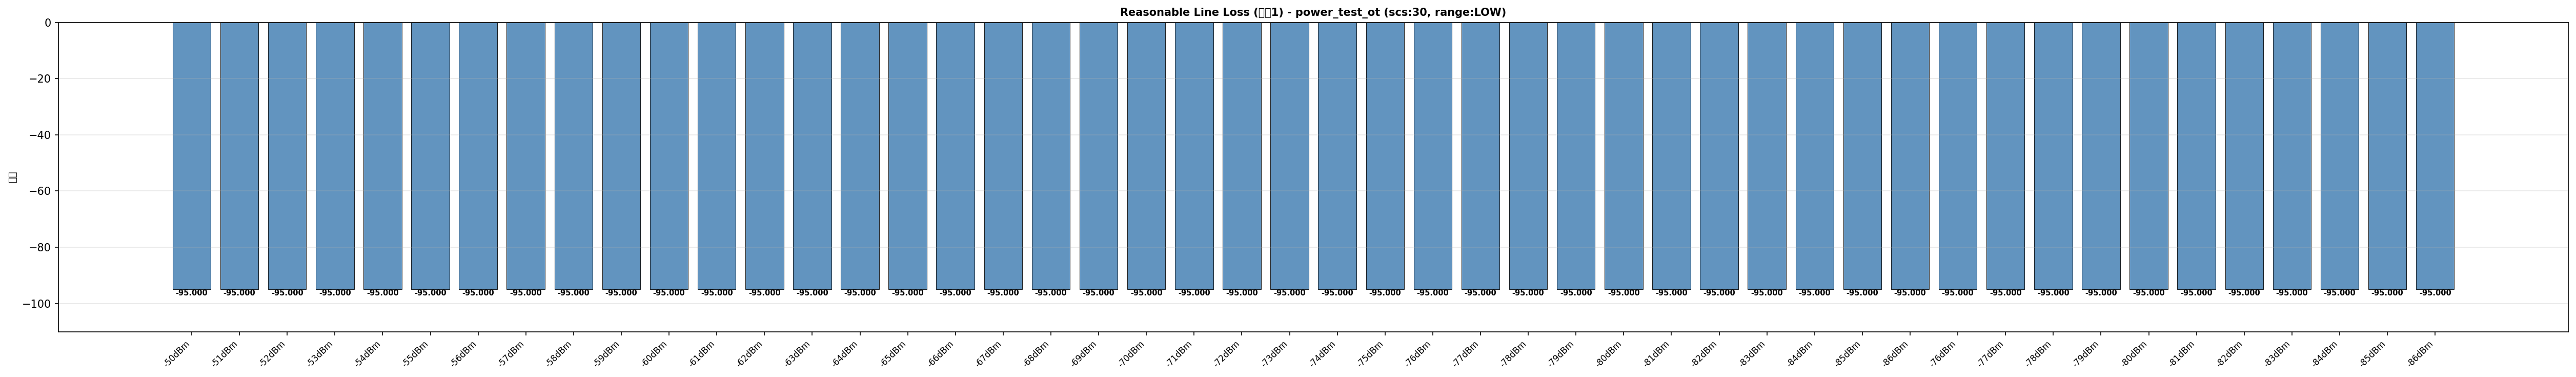 Reasonable Line Loss (□□1) - power_test_ot (scs:30, range:LOW)
□□
0
−20
−40
−60
−80
−100
-95.000 -95.000 -95.000 -95.000 -95.000 -95.000 -95.000 -95.000 -95.000 -95.000 -95.000 -95.000 -95.000 -95.000 -95.000 -95.000 -95.000 -95.000 -95.000 -95.000 -95.000 -95.000 -95.000 -95.000 -95.000 -95.000 -95.000 -95.000 -95.000 -95.000 -95.000 -95.000 -95.000 -95.000 -95.000 -95.000 -95.000 -95.000 -95.000 -95.000 -95.000 -95.000 -95.000 -95.000 -95.000 -95.000 -95.000 -95.000
-50dBm -51dBm -52dBm -53dBm -54dBm -55dBm -56dBm -57dBm -58dBm -59dBm -60dBm -61dBm -62dBm -63dBm -64dBm -65dBm -66dBm -67dBm -68dBm -69dBm -70dBm -71dBm -72dBm -73dBm -74dBm -75dBm -76dBm -77dBm -78dBm -79dBm -80dBm -81dBm -82dBm -83dBm -84dBm -85dBm -86dBm -76dBm -77dBm -78dBm -79dBm -80dBm -81dBm -82dBm -83dBm -84dBm -85dBm -86dBm